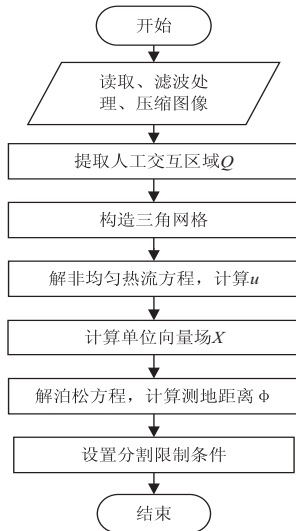 开始
读取、滤波处
理、压缩图像
提取人工交互区域Q
构造三角网格
解非均匀热流方程，计算u
计算单位向量场X
解泊松方程，计算测地距离 ϕ
设置分割限制条件
结束